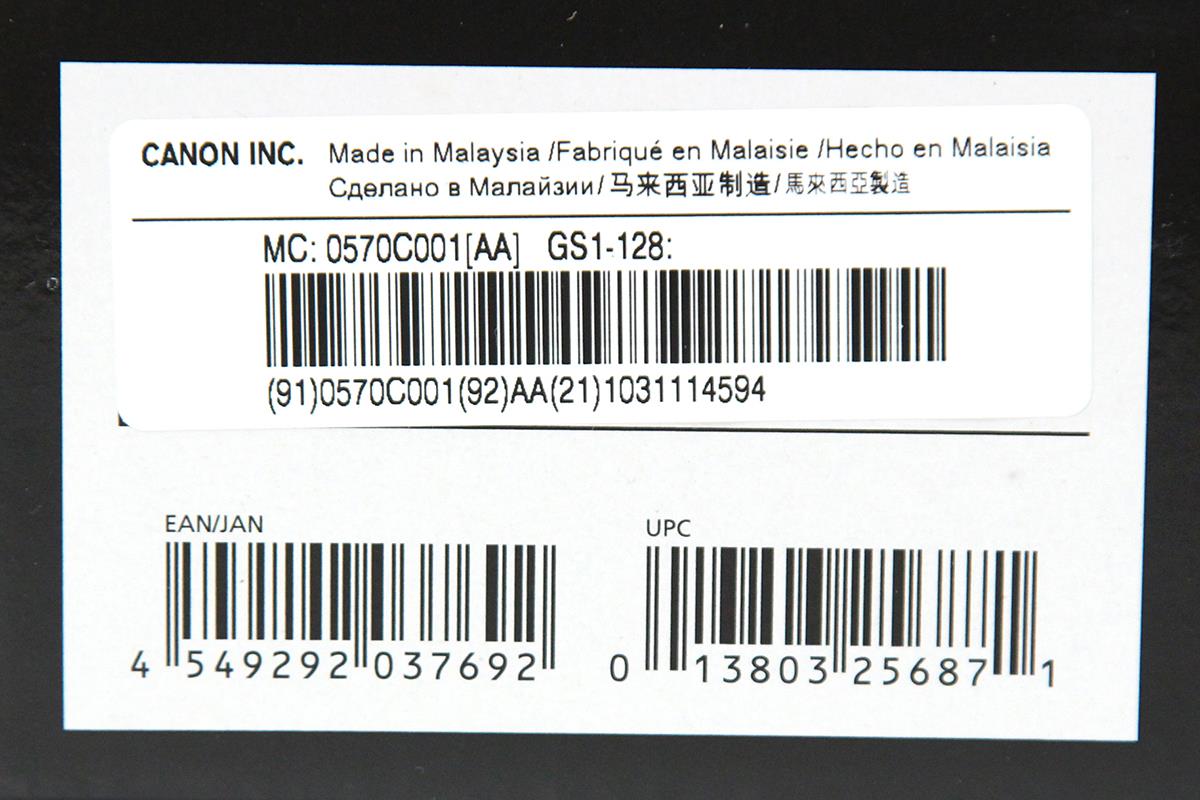 CANON INC. Made in Malaysia /Fabriqué en Malaisie /Hecho en Malaisia
Сделано в Малайзии/马来西亚制造/馬來西亞製造
MC: 0570C001[AA] GS1-128:
(91)0570C001(92)AA(21)1031114594
EAN/JAN
4 549292 037692
UPC
0 13803 25687 1